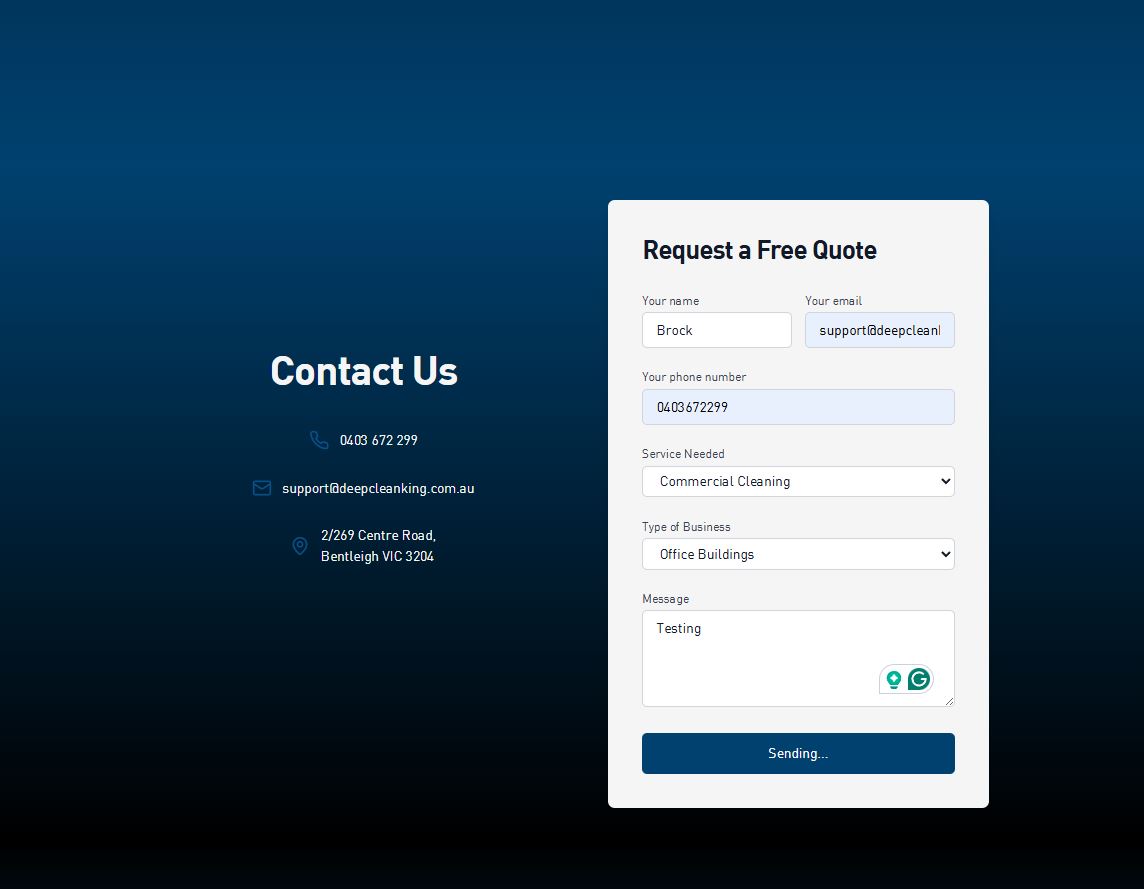 Contact Us
0403 672 299
support@deepcleanking.com.au
2/269 Centre Road,
Bentleigh VIC 3204
Request a Free Quote
Your name
Your email
Brock
support@deepclean
Your phone number
0403672299
Service Needed
Commercial Cleaning
Type of Business
Office Buildings
Message
Testing
Sending...